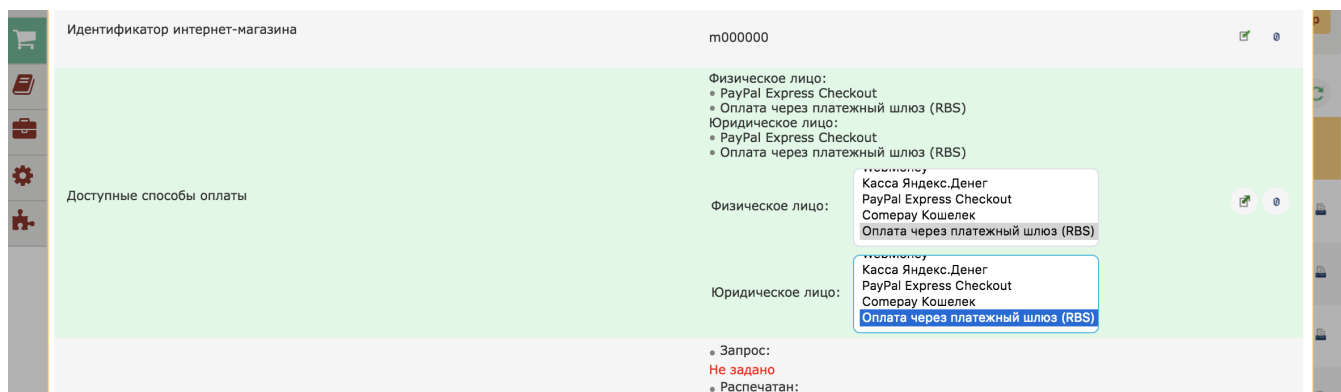 Идентификатор интернет-магазина
m000000
Доступные способы оплаты
Физическое лицо:
• PayPal Express Checkout
• Оплата через платежный шлюз (RBS)
Юридическое лицо:
• PayPal Express Checkout
• Оплата через платежный шлюз (RBS)
Физическое лицо:
WebMoney
Касса Яндекс.Денег
PayPal Express Checkout
Comepay Кошелек
Оплата через платежный шлюз (RBS)
Юридическое лицо:
WebMoney
Касса Яндекс.Денег
PayPal Express Checkout
Comepay Кошелек
Оплата через платежный шлюз (RBS)
• Запрос:
Не задано
• Распечатан: